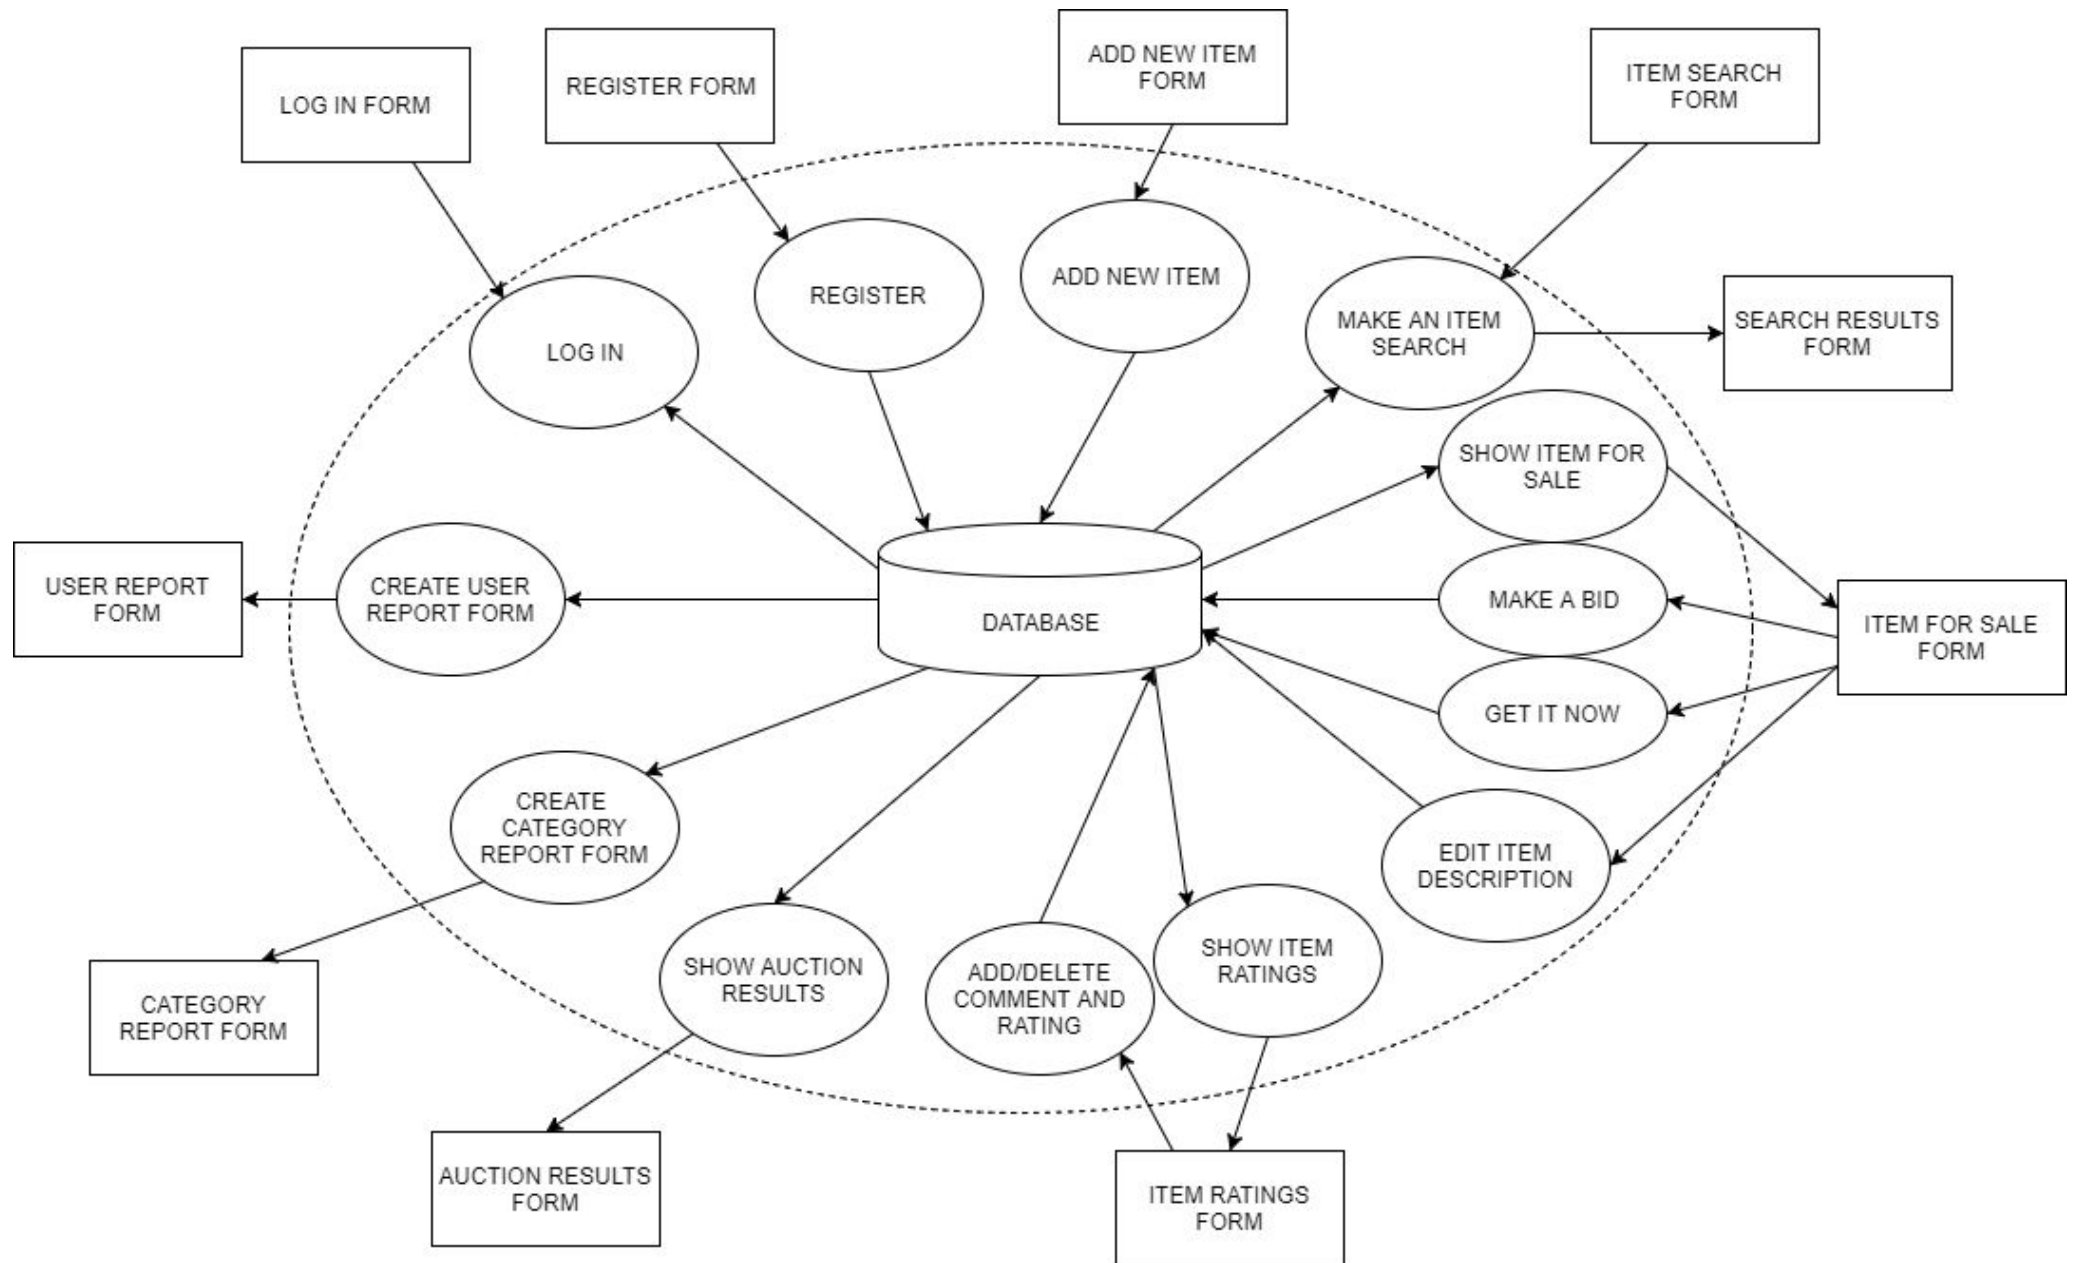 ADD NEW ITEM
FORM
LOG IN FORM
REGISTER FORM
ITEM SEARCH
FORM
LOG IN
REGISTER
ADD NEW ITEM
MAKE AN ITEM
SEARCH
SEARCH RESULTS
FORM
SHOW ITEM FOR
SALE
USER REPORT
FORM
CREATE USER
REPORT FORM
DATABASE
MAKE A BID
ITEM FOR SALE
FORM
GET IT NOW
CREATE
CATEGORY
REPORT FORM
EDIT ITEM
DESCRIPTION
CATEGORY
REPORT FORM
SHOW AUCTION
RESULTS
ADD/DELETE
COMMENT AND
RATING
SHOW ITEM
RATINGS
AUCTION RESULTS
FORM
ITEM RATINGS
FORM